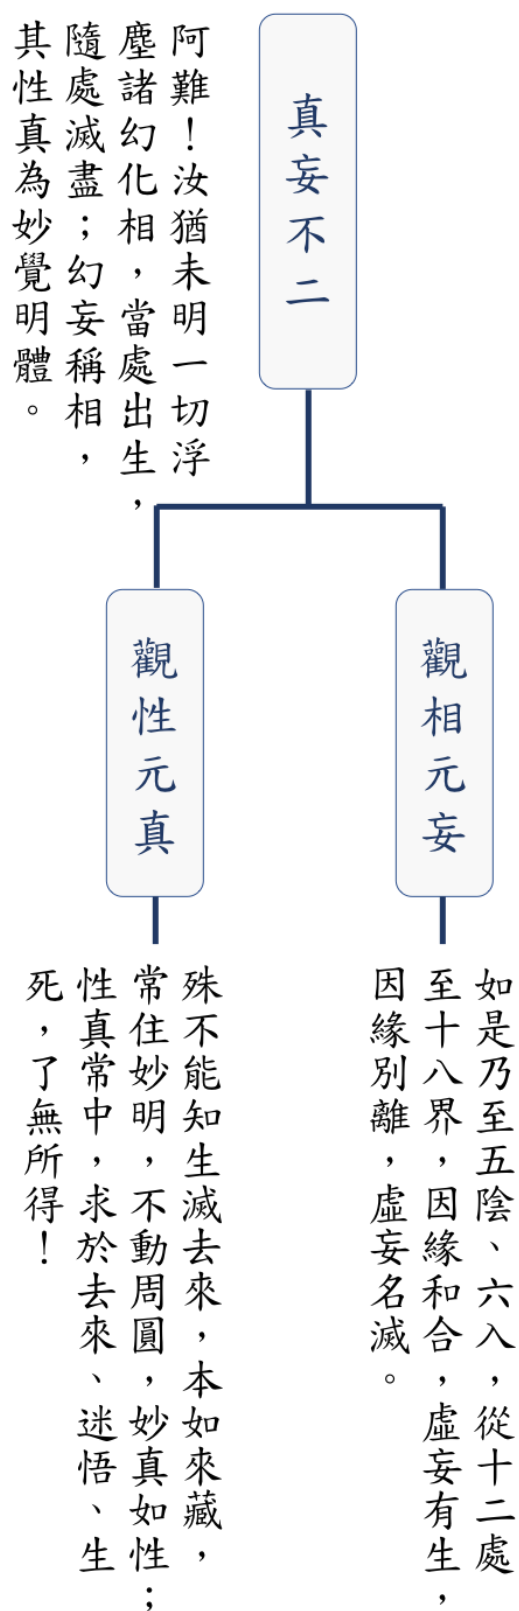 真妄不二
阿難！汝猶未明一切浮
塵諸幻化相，當處出生，
隨處滅盡；幻妄稱相，
其性真為妙覺明體。
觀相元妄
如是乃至五陰、六入，從十二處
至十八界，因緣和合，虛妄有生，
因緣別離，虛妄名滅。
觀性元真
殊不能知生滅去來，本如來藏，
常住妙明，不動周圓，妙真如性；
性真常中，求於去來、迷悟、生
死，了無所得！